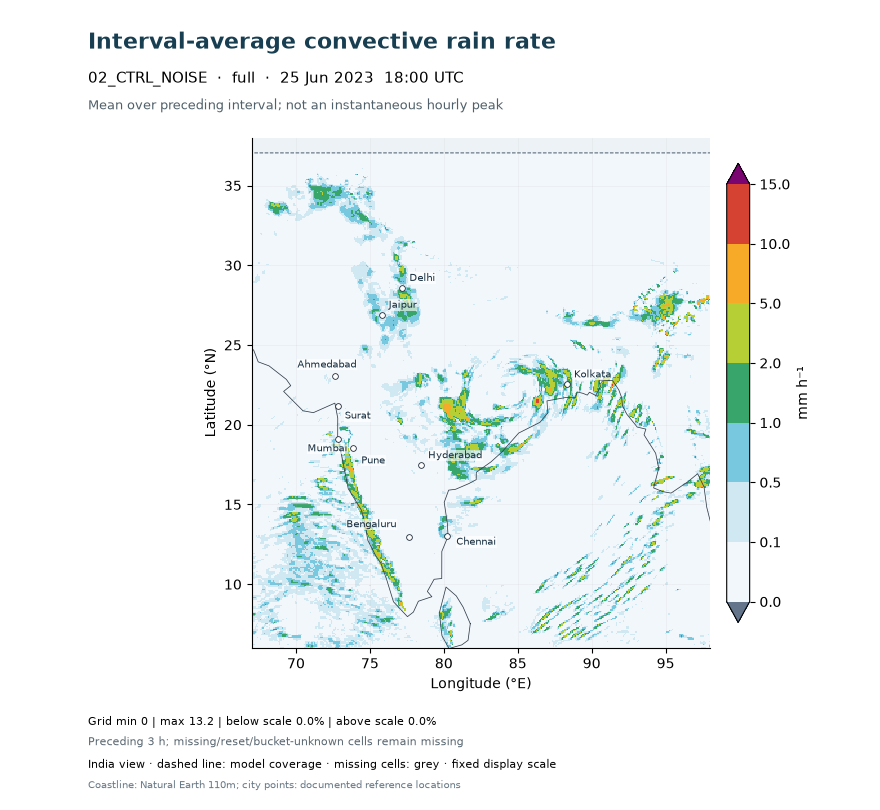 Interval-average convective rain rate
02_CTRL_NOISE · full · 25 Jun 2023 18:00 UTC
Mean over preceding interval; not an instantaneous hourly peak
35
30
25
20
15
10
70
75
80
85
90
95
Latitude (°N)
Longitude (°E)
Delhi
Jaipur
Ahmedabad
Kolkata
Surat
Mumbai
Pune
Hyderabad
Bengaluru
Chennai
15.0
10.0
5.0
2.0
1.0
0.5
0.1
0.0
mm h⁻¹
Grid min 0 | max 13.2 | below scale 0.0% | above scale 0.0%
Preceding 3 h; missing/reset/bucket-unknown cells remain missing
India view · dashed line: model coverage · missing cells: grey · fixed display scale
Coastline: Natural Earth 110m; city points: documented reference locations